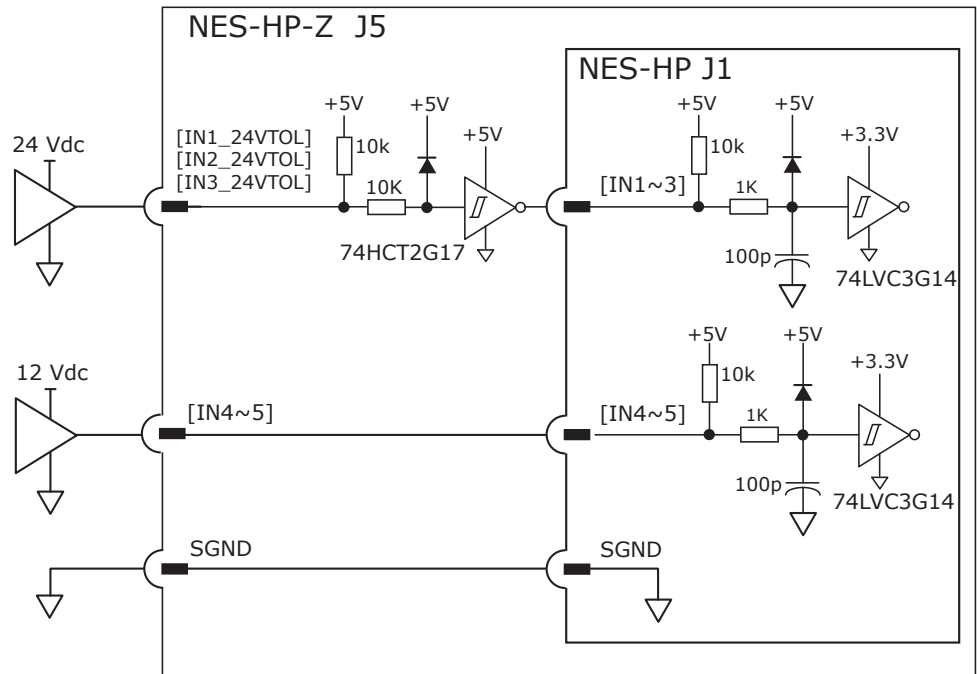 NES-HP-Z J5
NES-HP J1
24 Vdc
[IN1_24VTOL]
[IN2_24VTOL]
[IN3_24VTOL]
+5V
10k
+5V
10K
+5V
74HCT2G17
[IN1~3]
+5V
10k
+5V
1K
+3.3V
100p
74LVC3G14
12 Vdc
[IN4~5]
[IN4~5]
+5V
10k
+5V
1K
+3.3V
100p
74LVC3G14
SGND
SGND